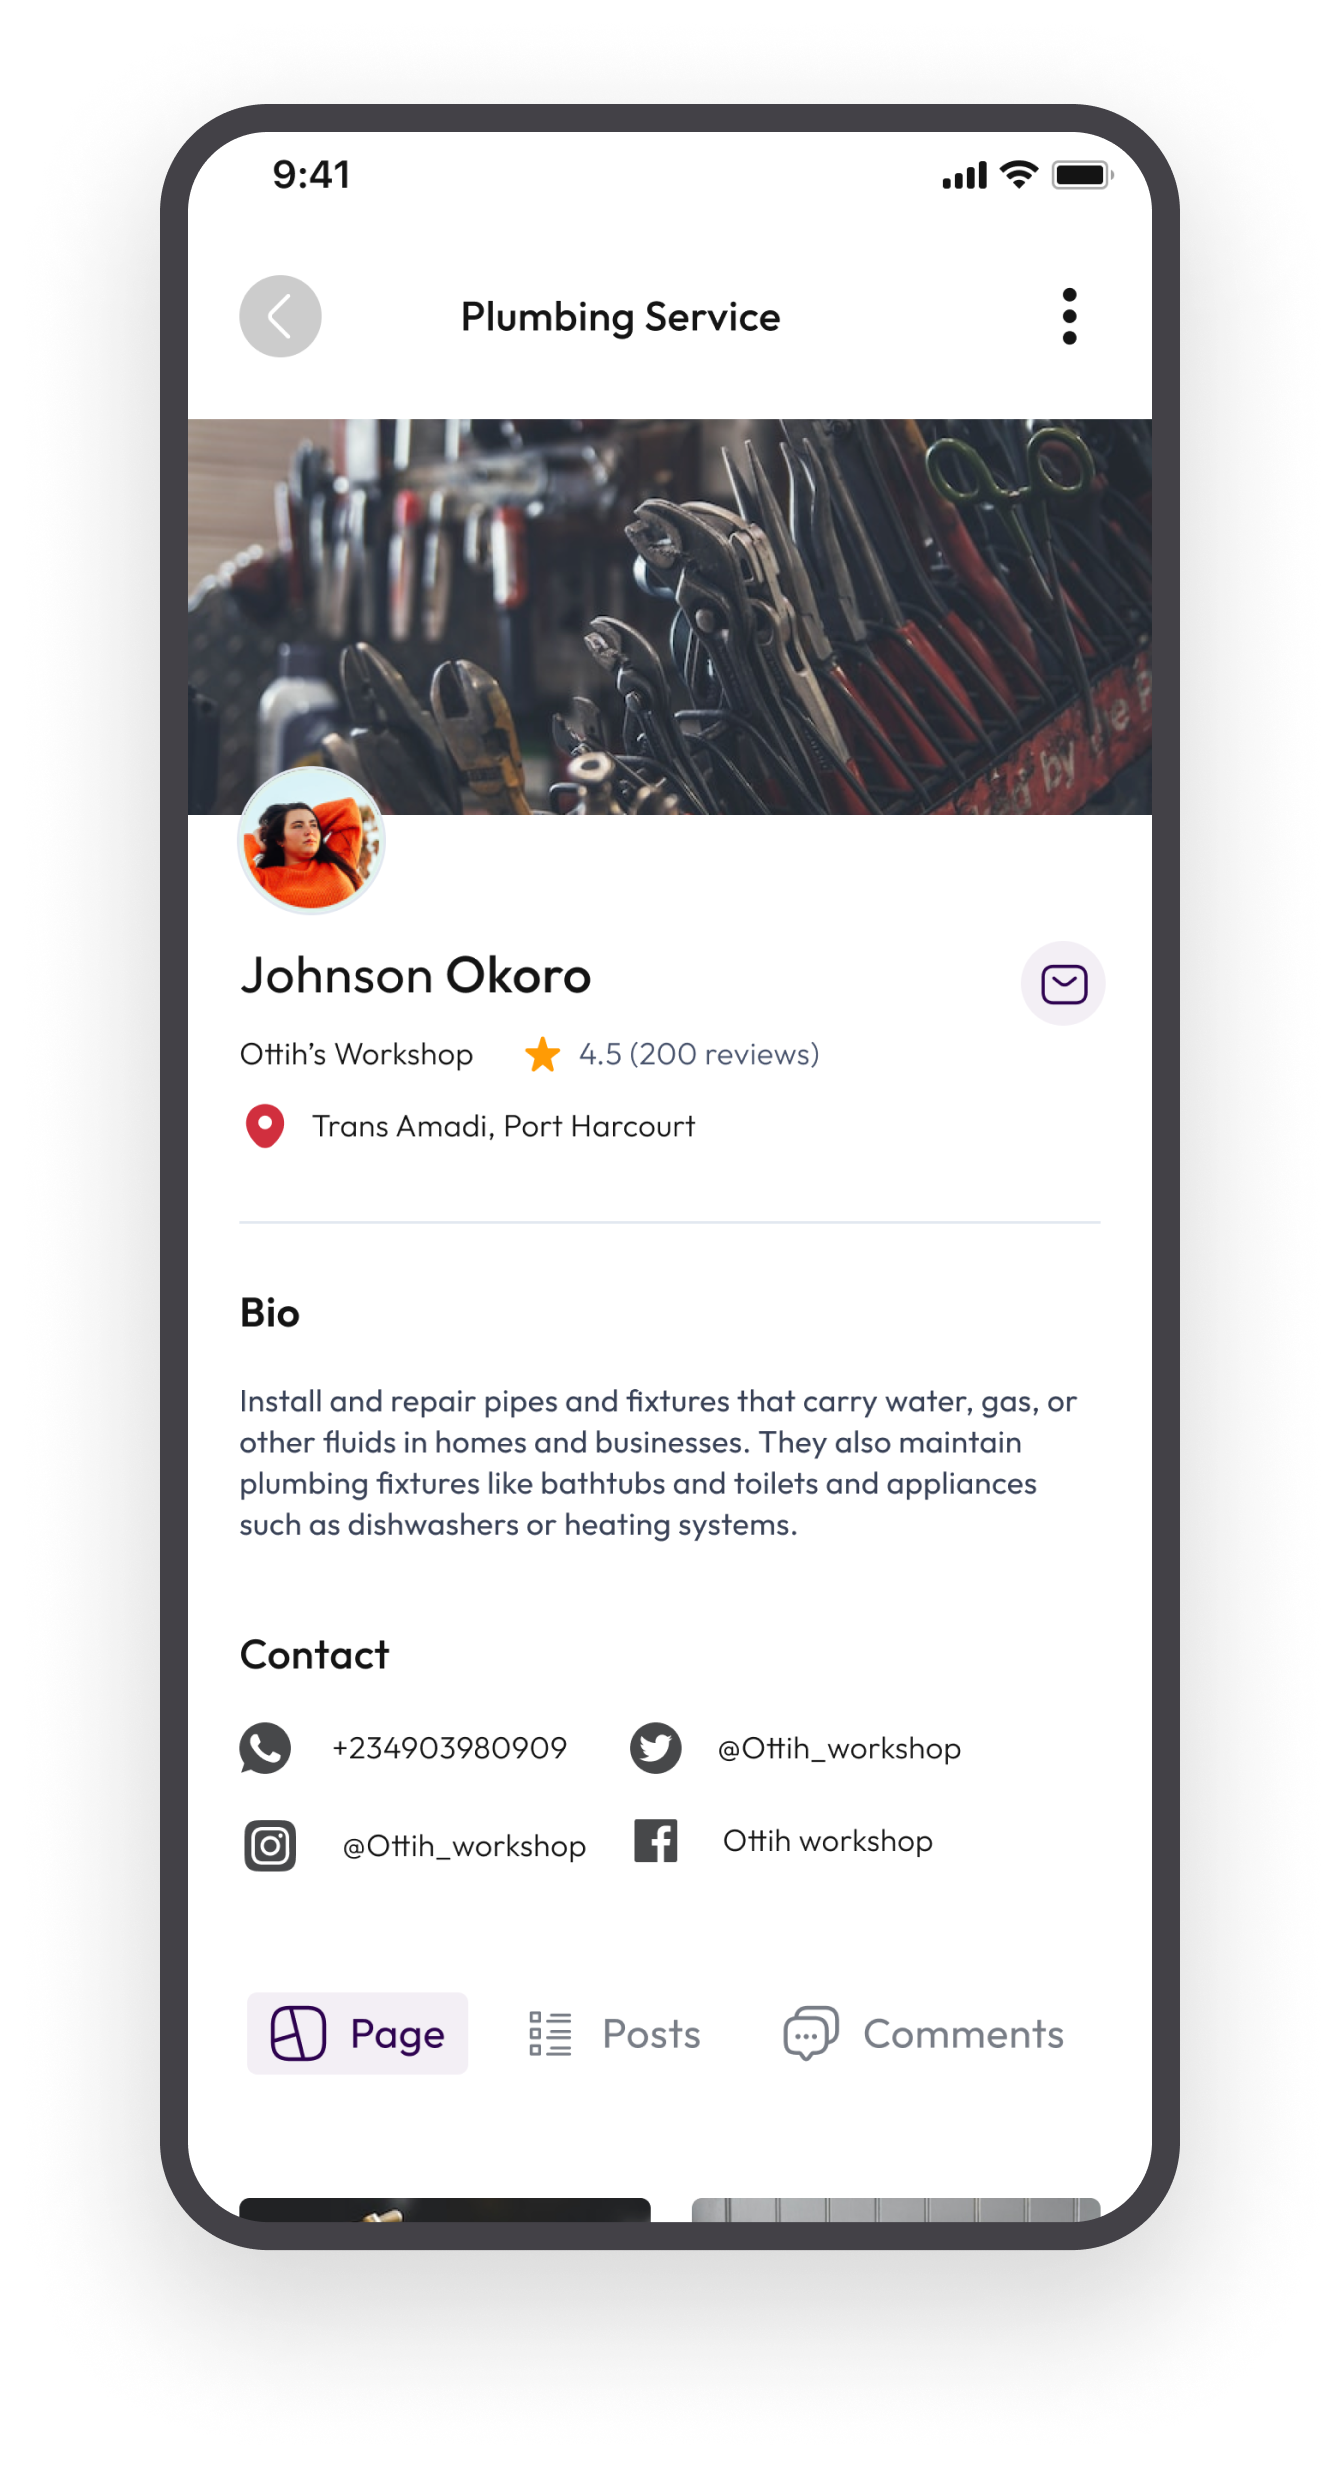 9:41
Plumbing Service
by the
Johnson Okoro
Ottih’s Workshop 4.5 (200 reviews)
Trans Amadi, Port Harcourt
Bio
Install and repair pipes and fixtures that carry water, gas, or
other fluids in homes and businesses. They also maintain
plumbing fixtures like bathtubs and toilets and appliances
such as dishwashers or heating systems.
Contact
+234903980909 @Ottih_workshop
@Ottih_workshop Ottih workshop
Page Posts Comments